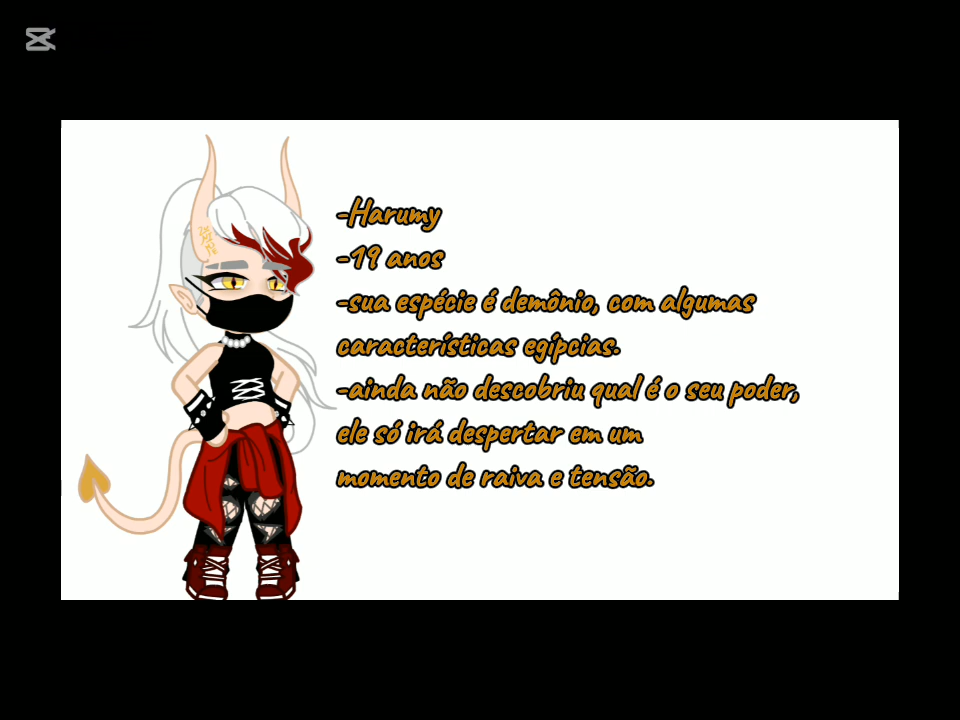 -Harumy
-19 anos
-sua espécie é demônio, com algumas
características egípcias.
-ainda não descobriu qual é o seu poder,
ele só irá despertar em um
momento de raiva e tensão.